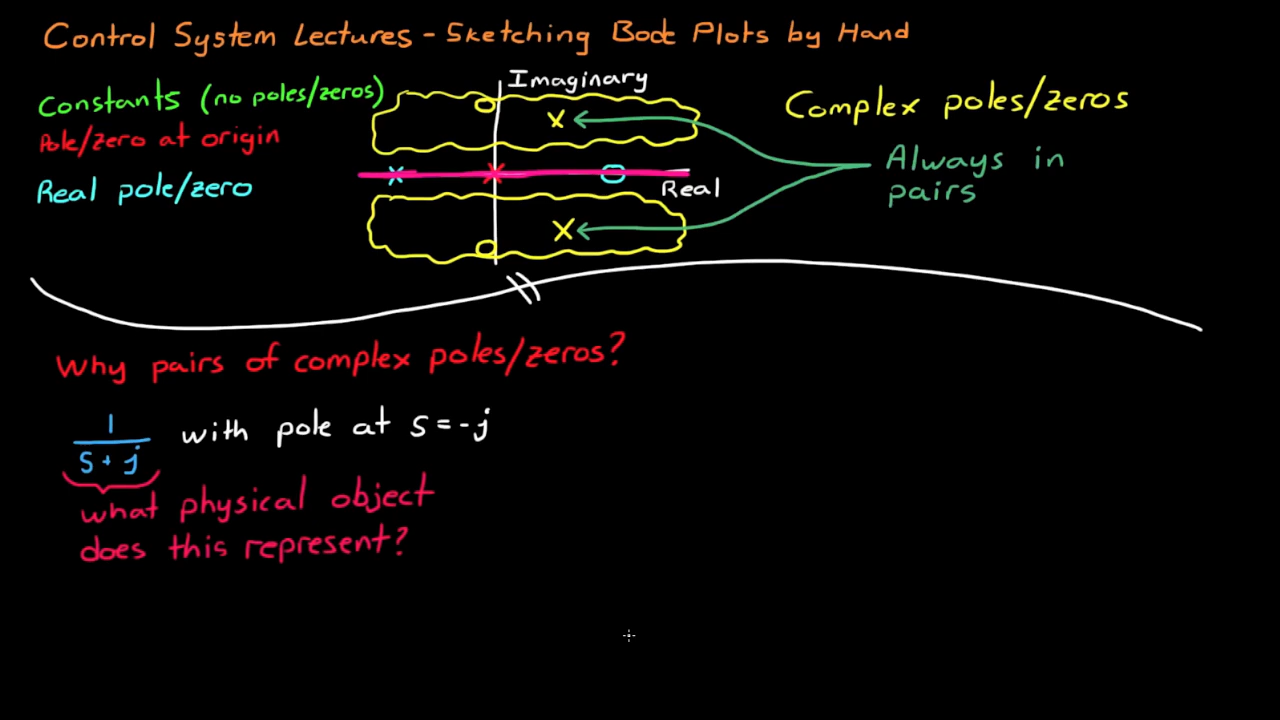 Control System Lectures - Sketching Bode Plots by Hand
Constants (no poles/zeros)
Pole/zero at origin
Real pole/zero
Imaginary
Real
Complex poles/zeros
Always in
pairs
Why pairs of complex poles/zeros?
1
s + j
with pole at s = -j
what physical object
does this represent?